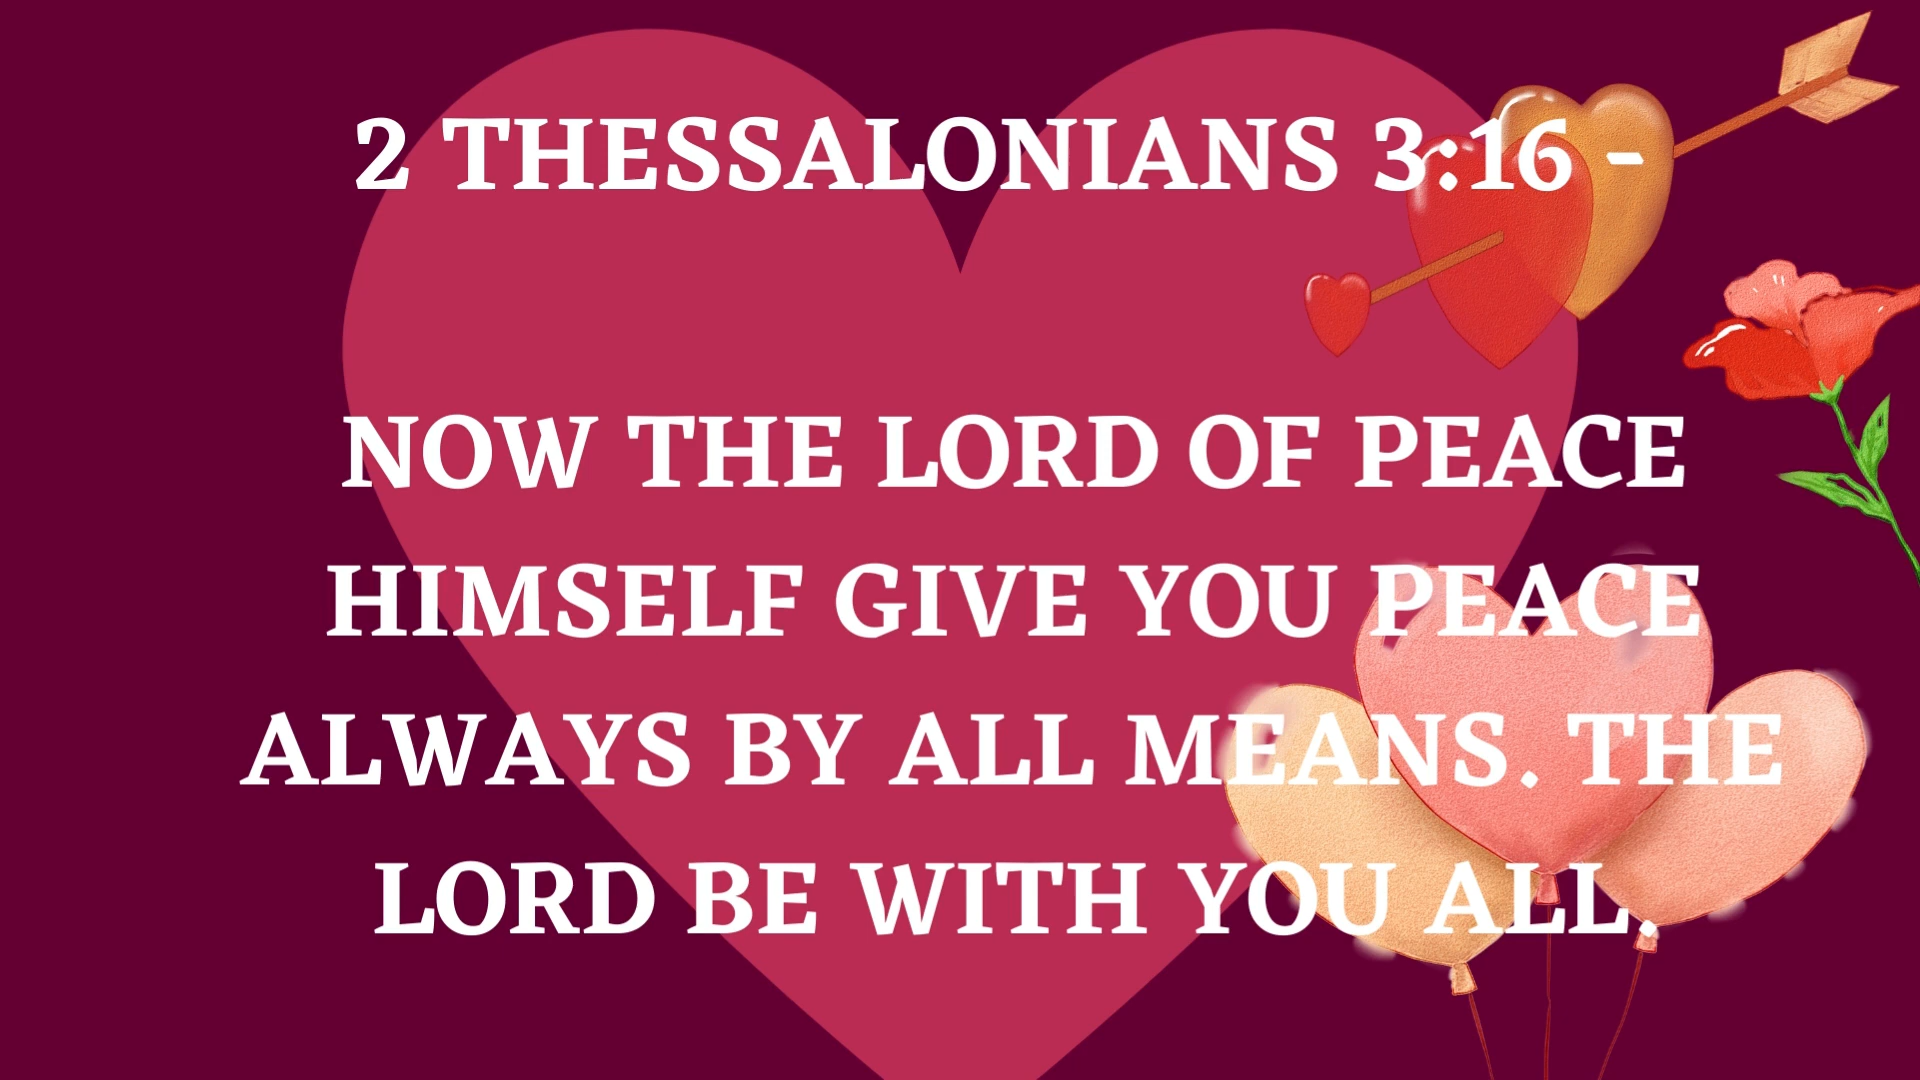 2 THESSALONIANS 3:16 -
NOW THE LORD OF PEACE
HIMSELF GIVE YOU PEACE
ALWAYS BY ALL MEANS. THE
LORD BE WITH YOU ALL.